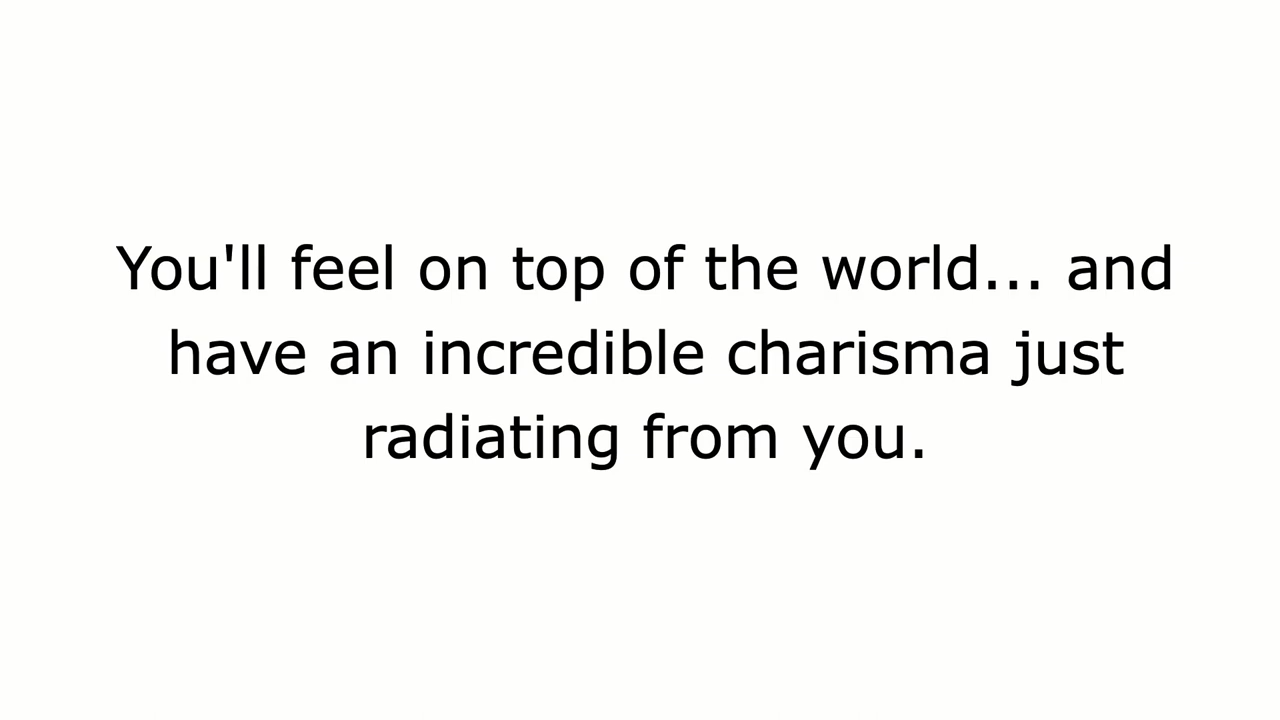 You'll feel on top of the world... and
have an incredible charisma just
radiating from you.